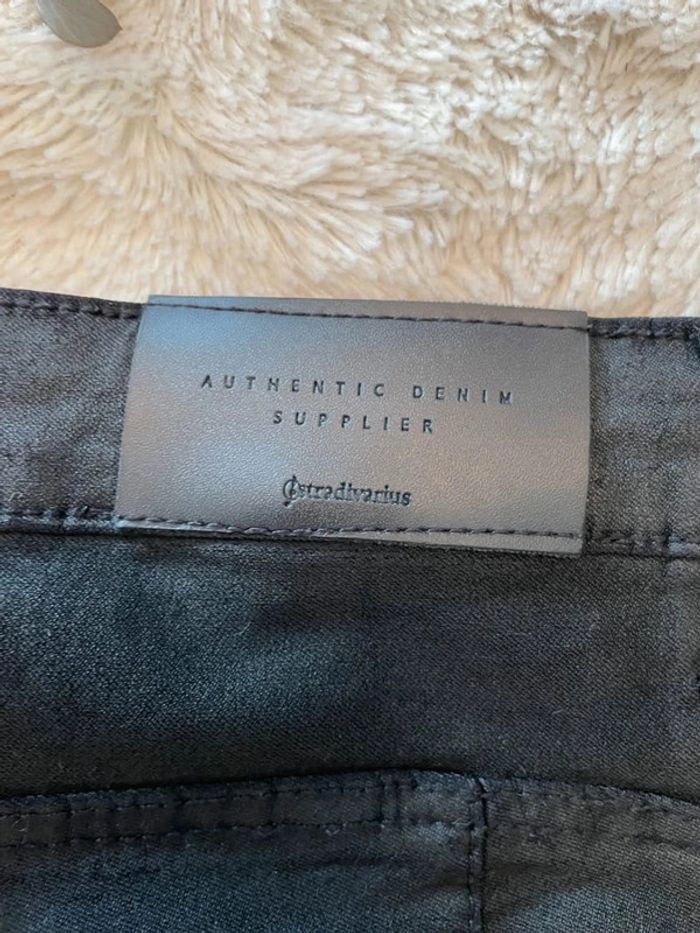 AUTHENTIC DENIM
SUPPLIER
stradivarius